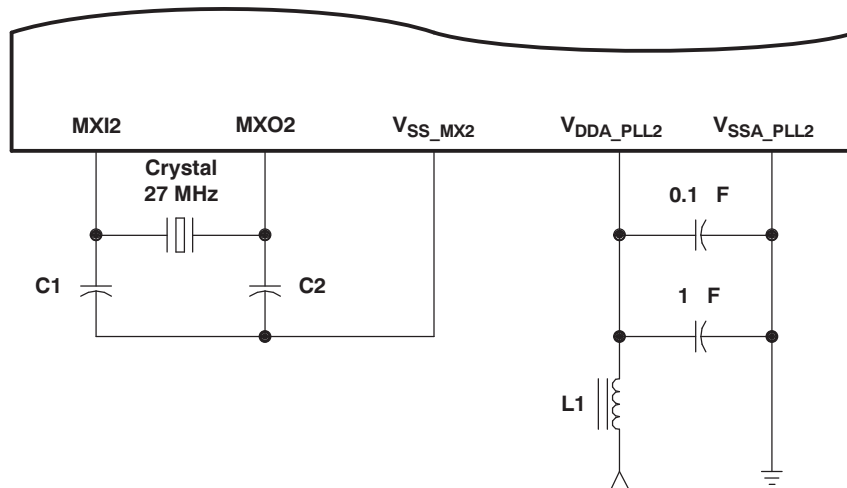 MXI2 MXO2 VSS_MX2 VDDA_PLL2 VSSA_PLL2
Crystal
27 MHz
0.1 F
C1 C2
1 F
L1